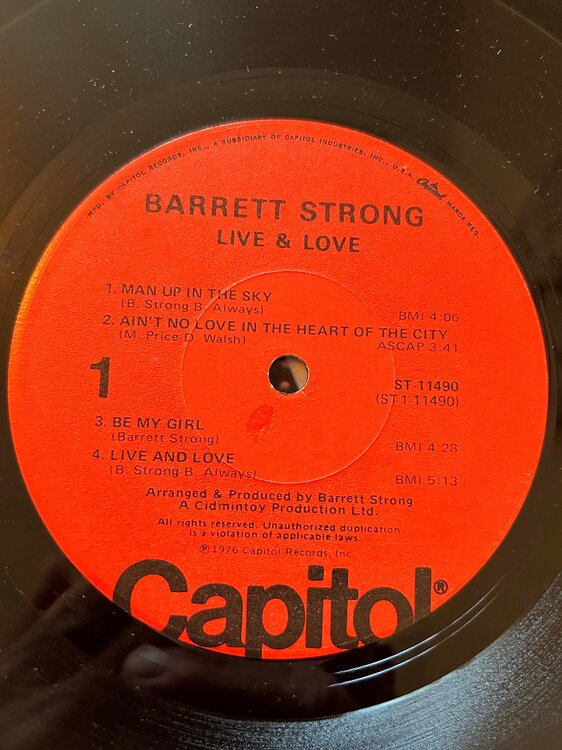 MFD. BY CAPITOL RECORDS, INC., A SUBSIDIARY OF CAPITOL INDUSTRIES, INC., U.S.A. Capitol MARCA REG.
BARRETT STRONG
LIVE & LOVE
1. MAN UP IN THE SKY
(B. Strong B. Always) BMI 4:06
2. AIN'T NO LOVE IN THE HEART OF THE CITY
(M. Price D. Walsh) ASCAP 3:41
1 ST-11490
(ST1-11490)
3. BE MY GIRL
(Barrett Strong) BMI 4:28
4. LIVE AND LOVE
(B. Strong B. Always) BMI 5:13
Arranged & Produced by Barrett Strong
A Cidmintoy Production Ltd.
All rights reserved. Unauthorized duplication
is a violation of applicable laws.
℗1976 Capitol Records, Inc.
Capitol®